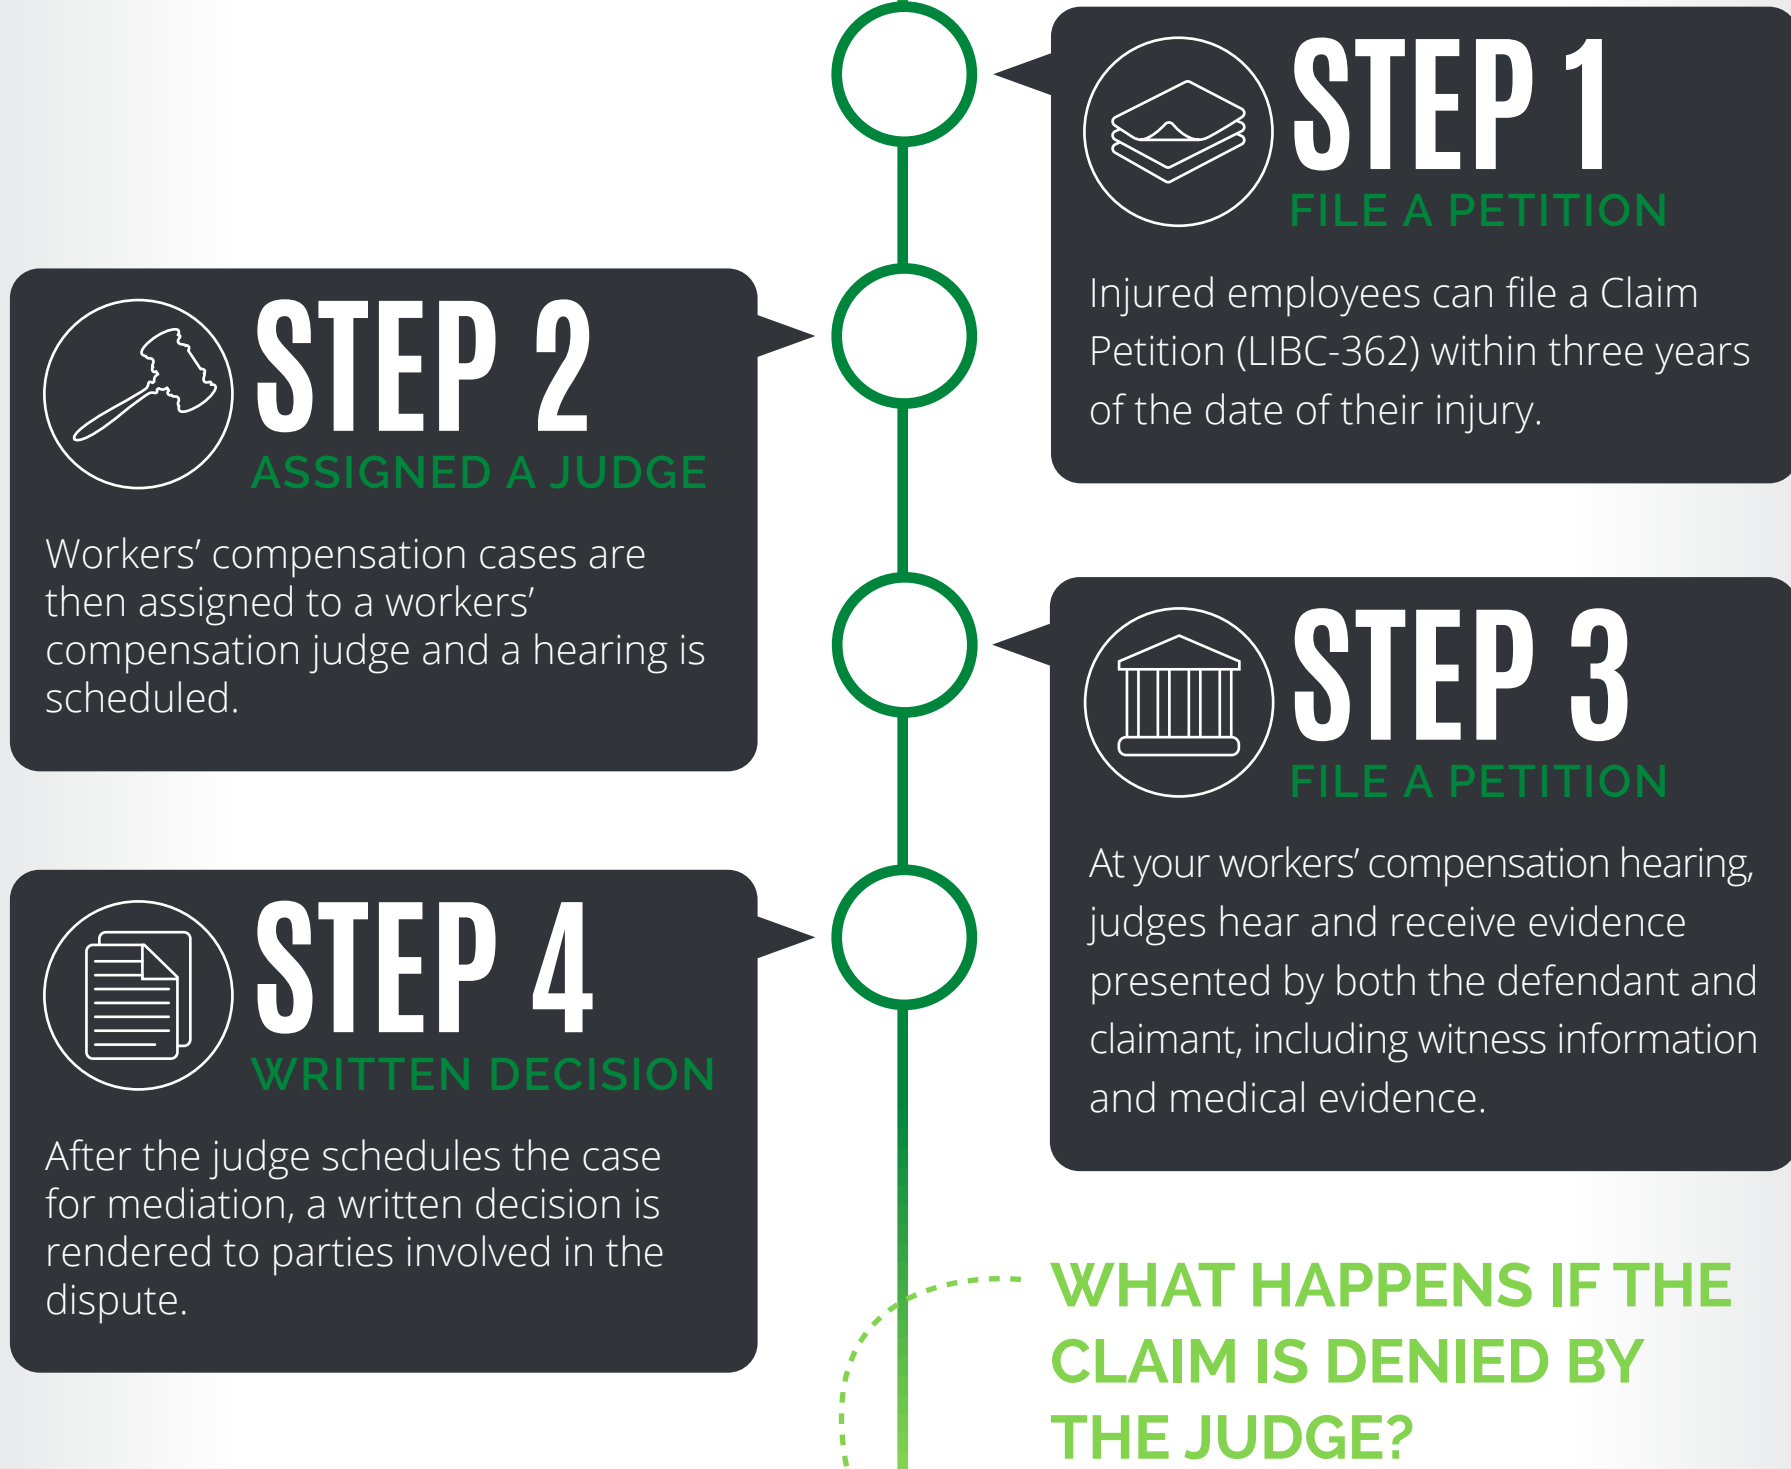 STEP 1
FILE A PETITION
Injured employees can file a Claim
Petition (LIBC-362) within three years
of the date of their injury.
STEP 2
ASSIGNED A JUDGE
Workers’ compensation cases are
then assigned to a workers’
compensation judge and a hearing is
scheduled.
STEP 3
FILE A PETITION
At your workers’ compensation hearing,
judges hear and receive evidence
presented by both the defendant and
claimant, including witness information
and medical evidence.
STEP 4
WRITTEN DECISION
After the judge schedules the case
for mediation, a written decision is
rendered to parties involved in the
dispute.
WHAT HAPPENS IF THE
CLAIM IS DENIED BY
THE JUDGE?